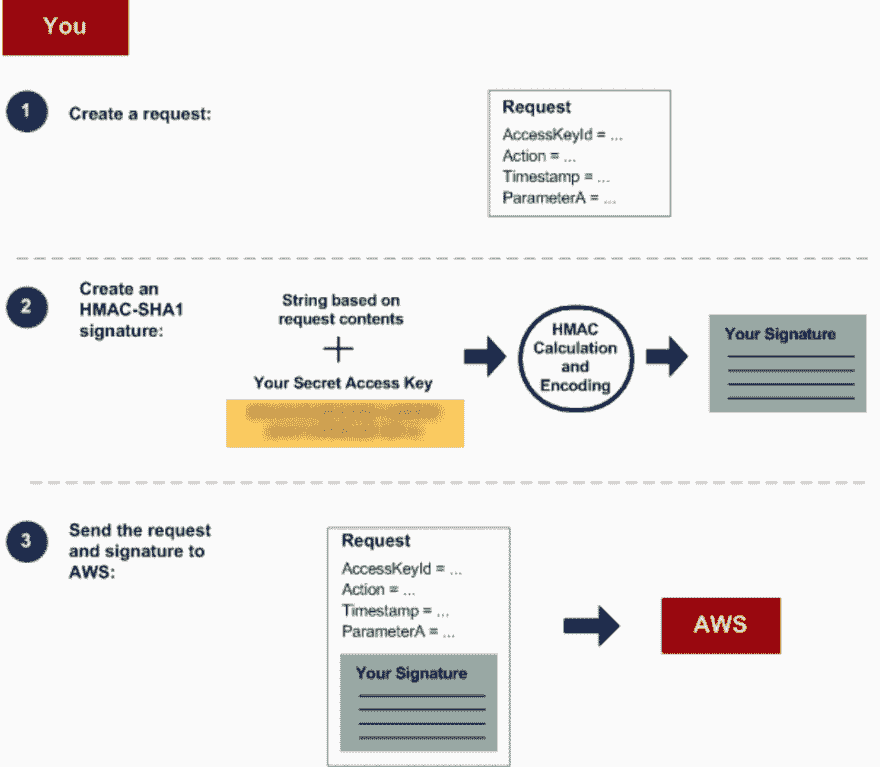 You
1
Create a request:
Request
AccessKeyId = ...
Action = ...
Timestamp = ...
ParameterA = ...
2
Create an
HMAC-SHA1
signature:
String based on
request contents
+
Your Secret Access Key
HMAC
Calculation
and
Encoding
Your Signature
3
Send the request
and signature to
AWS:
Request
AccessKeyId = ...
Action = ...
Timestamp = ...
ParameterA = ...
Your Signature
AWS